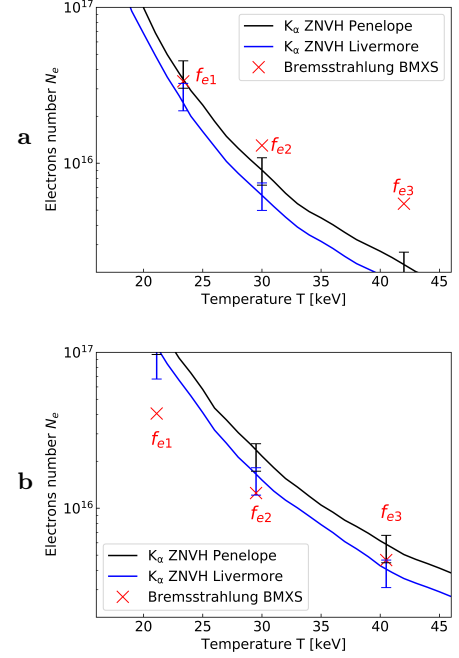 a
10^17
10^16
Electrons number N_e
K_α ZNVH Penelope
K_α ZNVH Livermore
Bremsstrahlung BMXS
f_e1
f_e2
f_e3
20 25 30 35 40 45
Temperature T [keV]
b
10^17
10^16
Electrons number N_e
f_e1
f_e2
f_e3
K_α ZNVH Penelope
K_α ZNVH Livermore
Bremsstrahlung BMXS
20 25 30 35 40 45
Temperature T [keV]